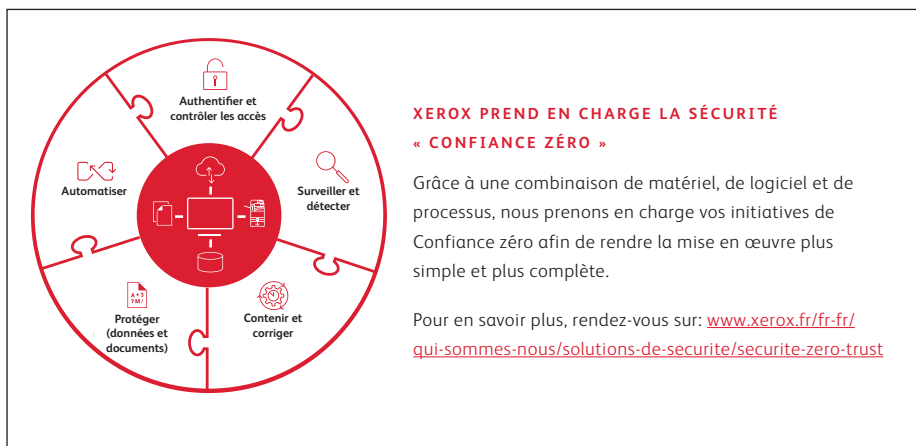 Authentifier et
contrôler les accès
Automatiser
Surveiller et
détecter
A*3
?M/
Protéger
(données et
documents)
Contenir et
corriger
XEROX PREND EN CHARGE LA SÉCURITÉ
« CONFIANCE ZÉRO »
Grâce à une combinaison de matériel, de logiciel et de
processus, nous prenons en charge vos initiatives de
Confiance zéro afin de rendre la mise en œuvre plus
simple et plus complète.
Pour en savoir plus, rendez-vous sur: www.xerox.fr/fr-fr/
qui-sommes-nous/solutions-de-securite/securite-zero-trust